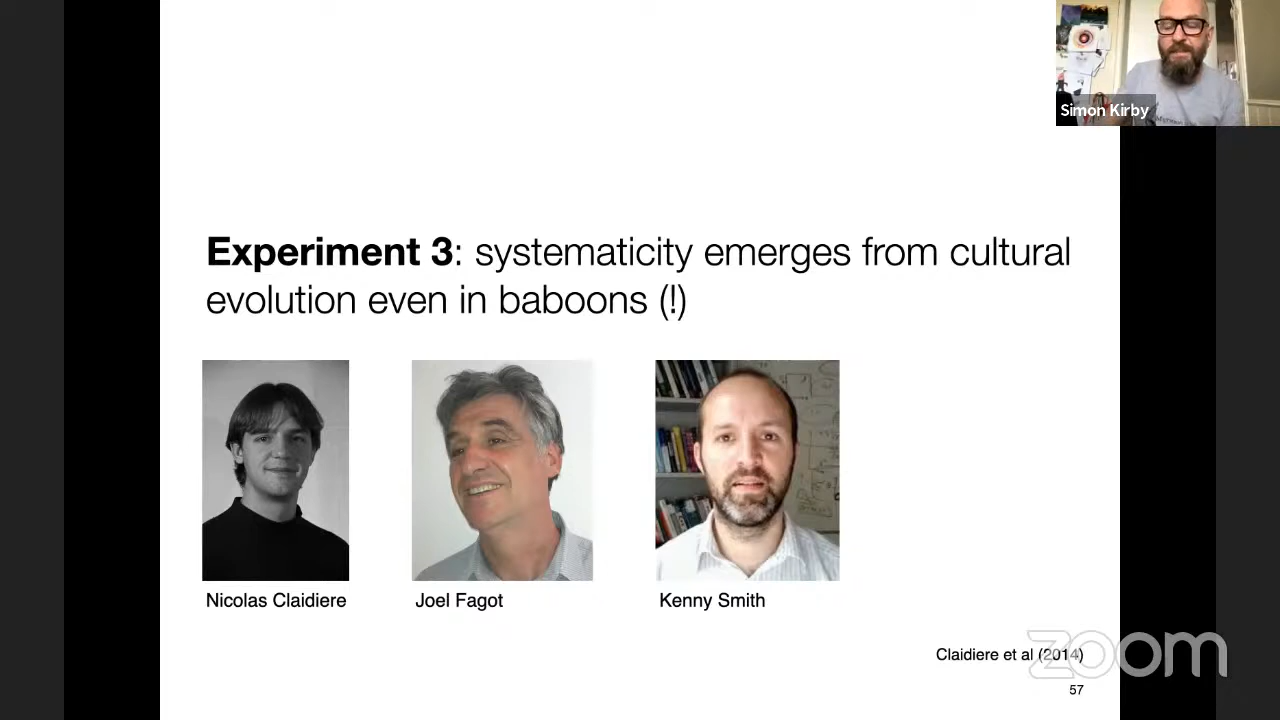 Simon Kirby
Experiment 3: systematicity emerges from cultural
evolution even in baboons (!)
Nicolas Claidiere
Joel Fagot
Kenny Smith
Claidiere et al (2014)
zoom
57